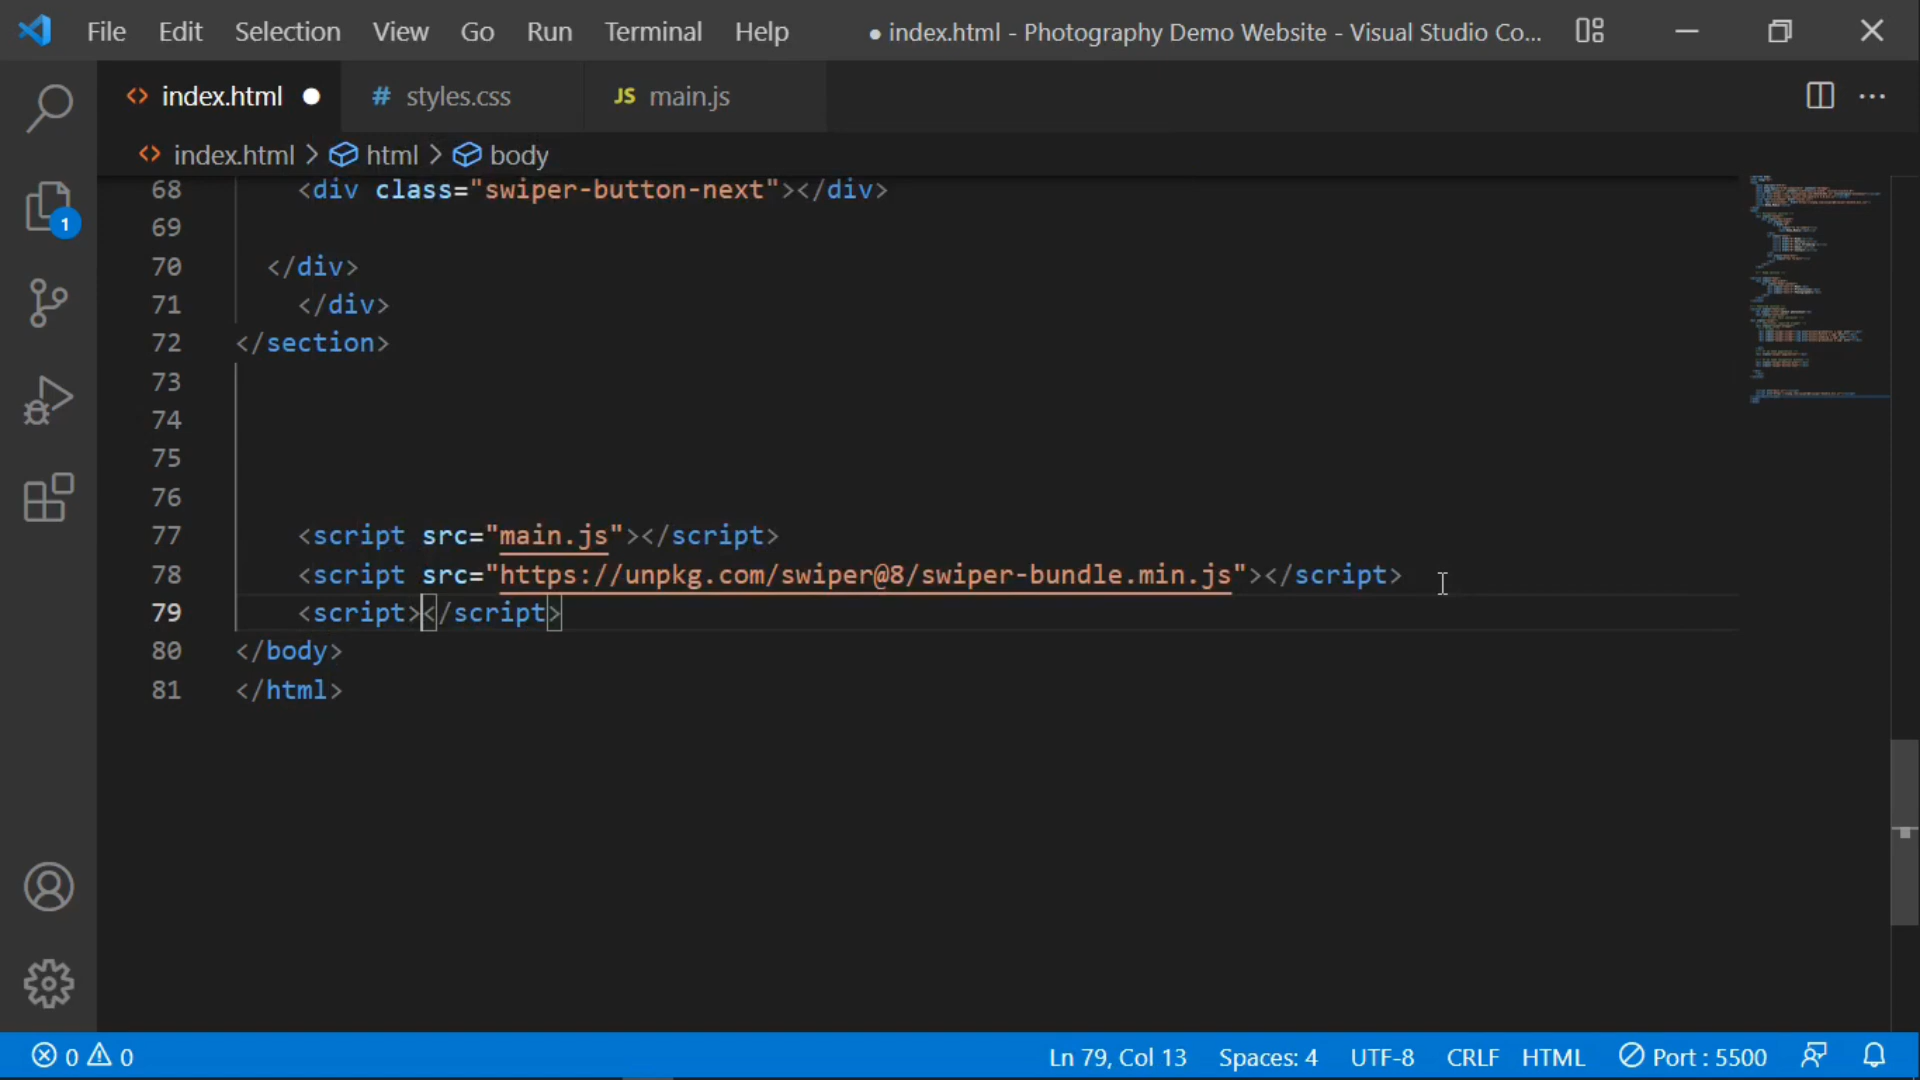 File Edit Selection View Go Run Terminal Help ● index.html - Photography Demo Website - Visual Studio Co...
<> index.html ● # styles.css JS main.js ...
<> index.html > html > body
68 <div class="swiper-button-next"></div>
69
70 </div>
71 </div>
72 </section>
73
74
75
76
77 <script src="main.js"></script>
78 <script src="https://unpkg.com/swiper@8/swiper-bundle.min.js"></script>
79 <script></script>
80 </body>
81 </html>
1
0 0 Ln 79, Col 13 Spaces: 4 UTF-8 CRLF HTML Port : 5500